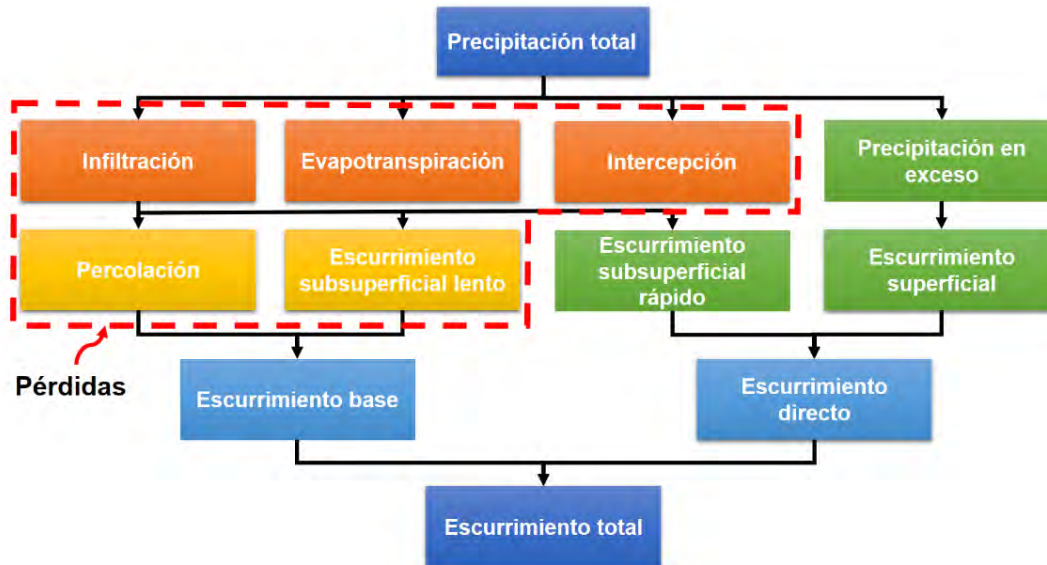 Precipitación total
Infiltración
Evapotranspiración
Intercepción
Precipitación en
exceso
Percolación
Escurrimiento
subsuperficial lento
Escurrimiento
subsuperficial
rápido
Escurrimiento
superficial
Pérdidas
Escurrimiento base
Escurrimiento
directo
Escurrimiento total